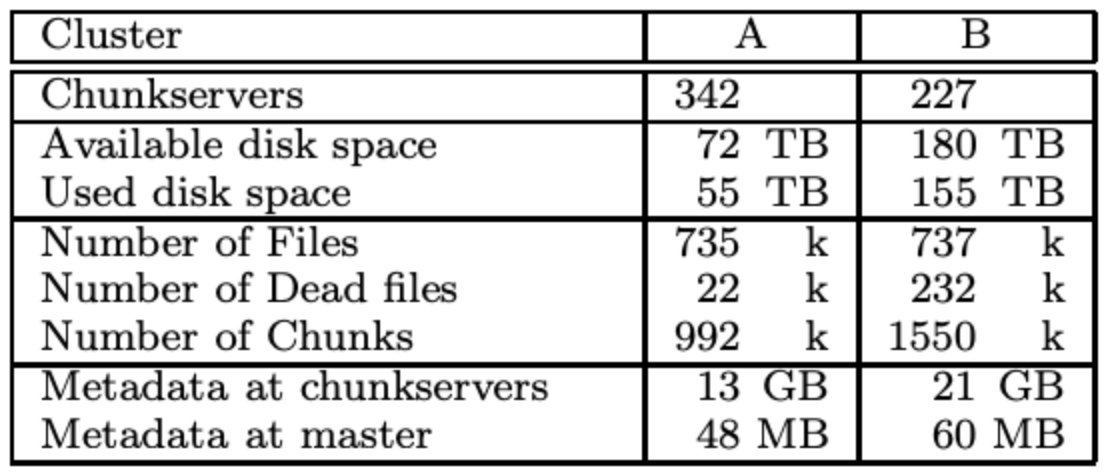 Cluster A B
Chunkservers 342 227
Available disk space 72 TB 180 TB
Used disk space 55 TB 155 TB
Number of Files 735 k 737 k
Number of Dead files 22 k 232 k
Number of Chunks 992 k 1550 k
Metadata at chunkservers 13 GB 21 GB
Metadata at master 48 MB 60 MB